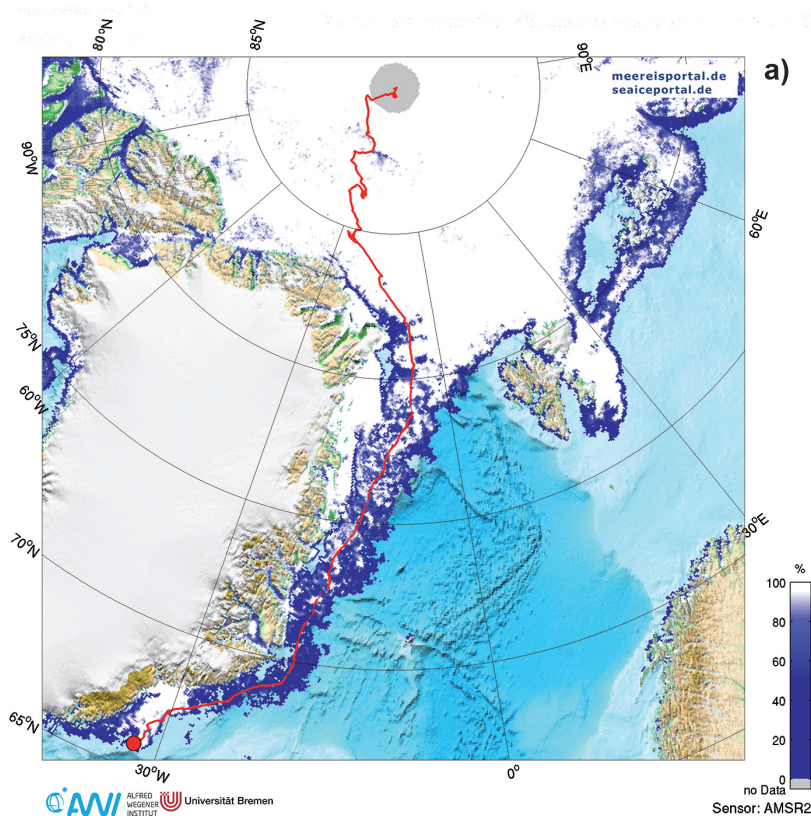 80°N
85°N
90°E
meereisportal.de
seaiceportal.de
a)
90°W
60°E
75°N
60°W
30°E
70°N
%
100
80
60
40
20
0
65°N
30°W
0°
no Data
Sensor: AMSR2
AWI
ALFRED
WEGENER
INSTITUT
Universität Bremen